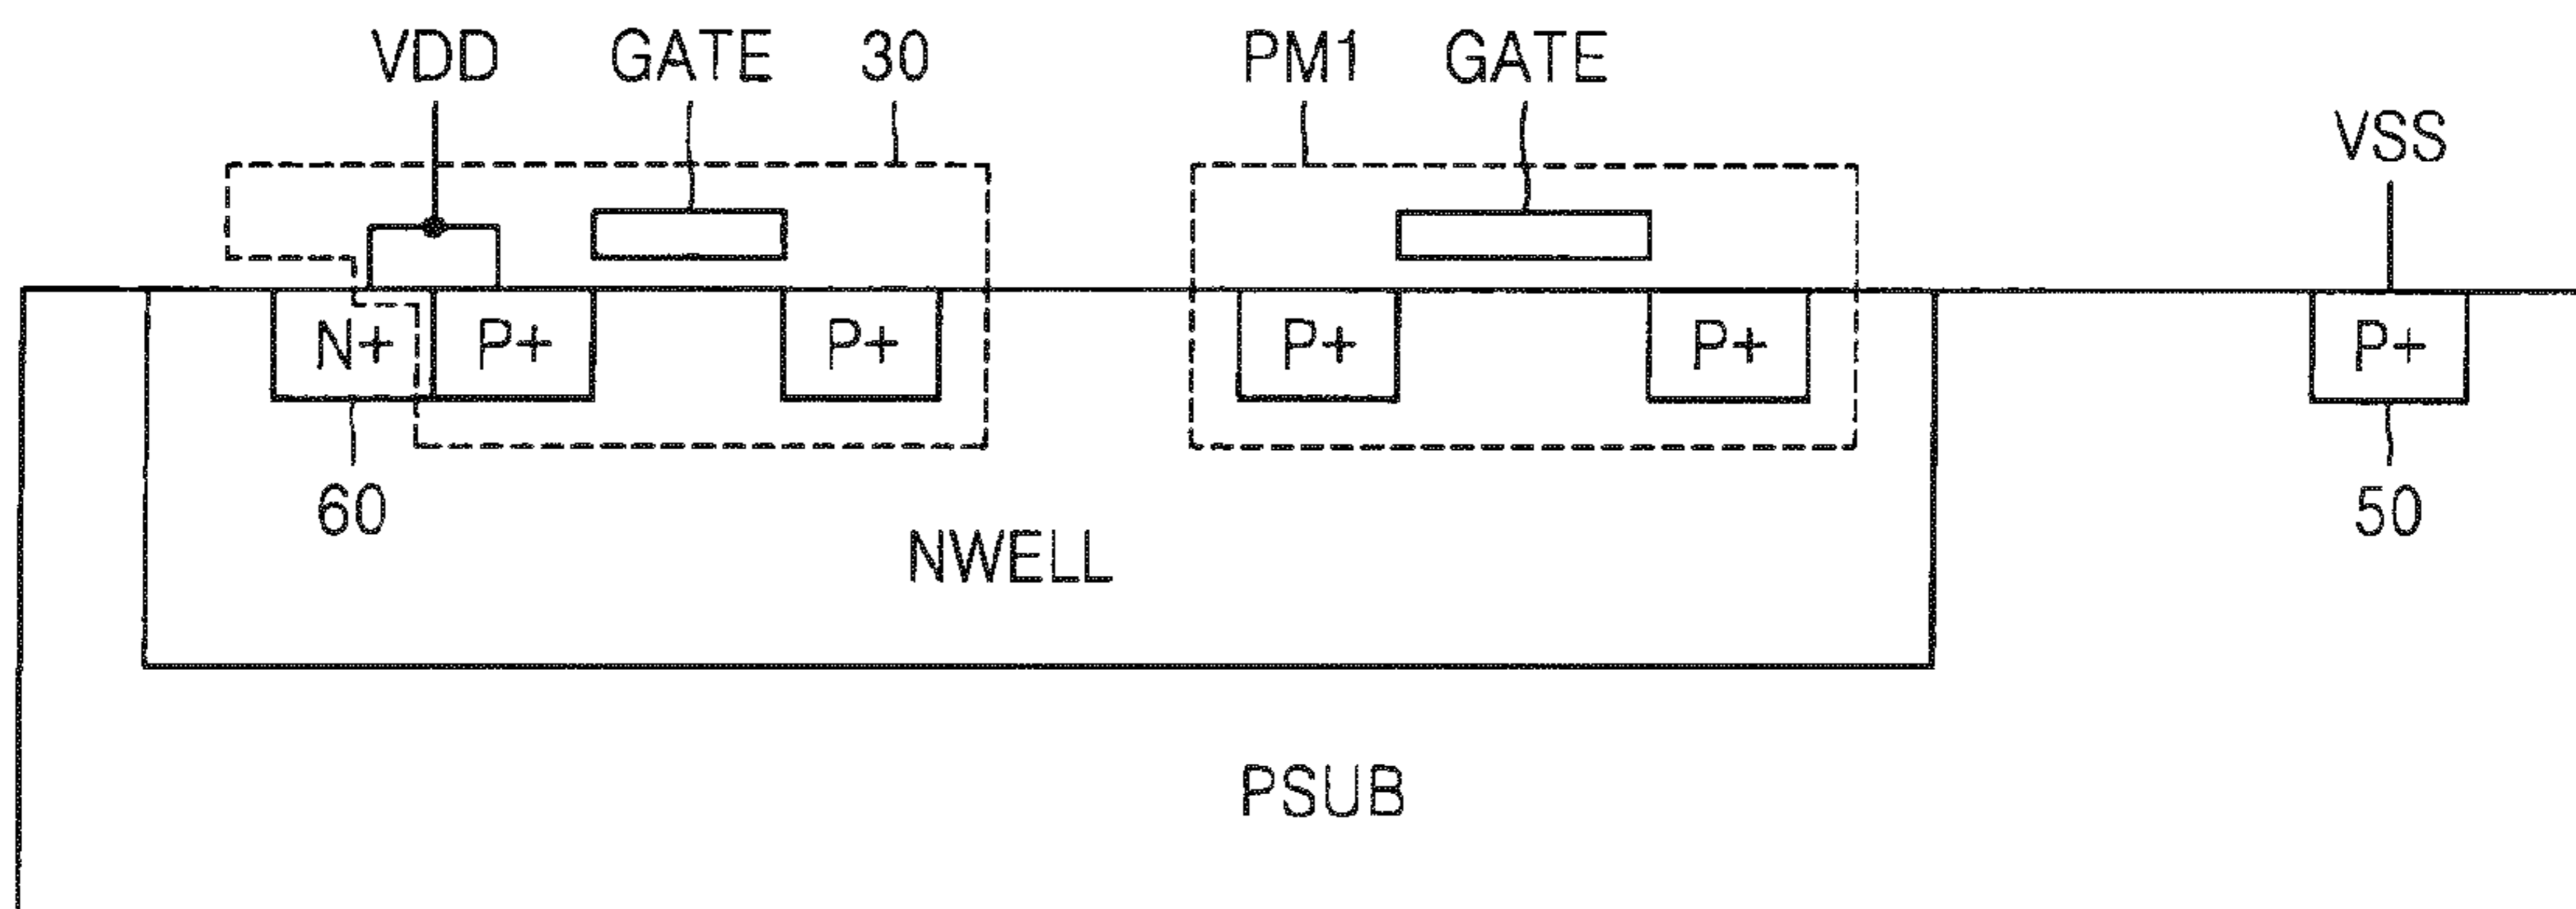 VDD GATE 30 PM1 GATE
VSS
N+ P+ P+ P+ P+ P+
60 50
NWELL
PSUB